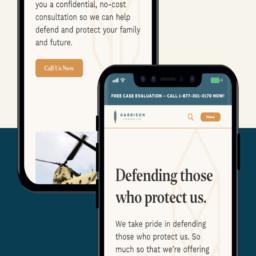 you a confidential, no-cost
consultation so we can help
defend and protect your family
and future.
Call Us Now
FREE CASE EVALUATION – CALL 1-877-301-0170 NOW!
GARRISON
Menu
Defending those
who protect us.
We take pride in defending
those who protect us. So
much so that we're offering